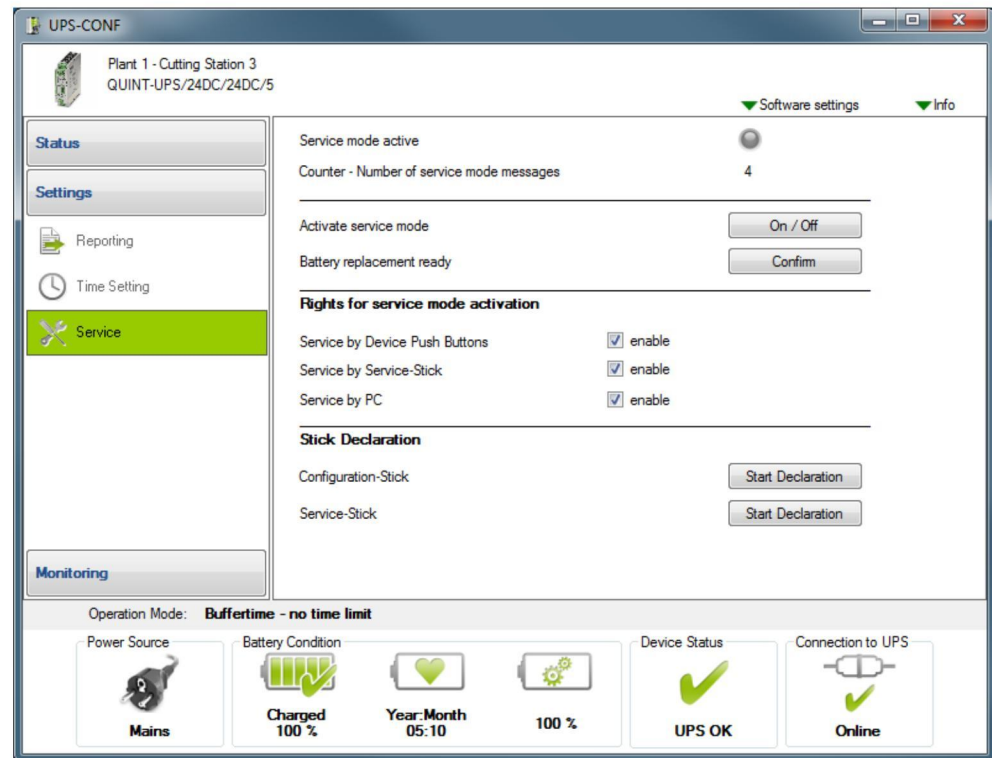 UPS-CONF
Plant 1 - Cutting Station 3
QUINT-UPS/24DC/24DC/5
Software settings
Info
Status
Settings
Reporting
Time Setting
Service
Monitoring
Service mode active
Counter - Number of service mode messages 4
Activate service mode On / Off
Battery replacement ready Confirm
Rights for service mode activation
Service by Device Push Buttons enable
Service by Service-Stick enable
Service by PC enable
Stick Declaration
Configuration-Stick Start Declaration
Service-Stick Start Declaration
Operation Mode: Buffertime - no time limit
Power Source
Mains
Battery Condition
Charged
100 %
Year:Month
05:10
100 %
Device Status
UPS OK
Connection to UPS
Online